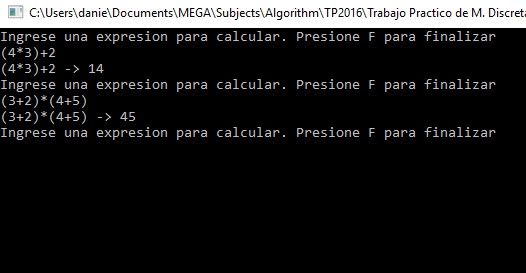 C:\Users\danie\Documents\MEGA\Subjects\Algorithm\TP2016\Trabajo Practico de M. Discret
Ingrese una expresion para calcular. Presione F para finalizar
(4*3)+2
(4*3)+2 -> 14
Ingrese una expresion para calcular. Presione F para finalizar
(3+2)*(4+5)
(3+2)*(4+5) -> 45
Ingrese una expresion para calcular. Presione F para finalizar